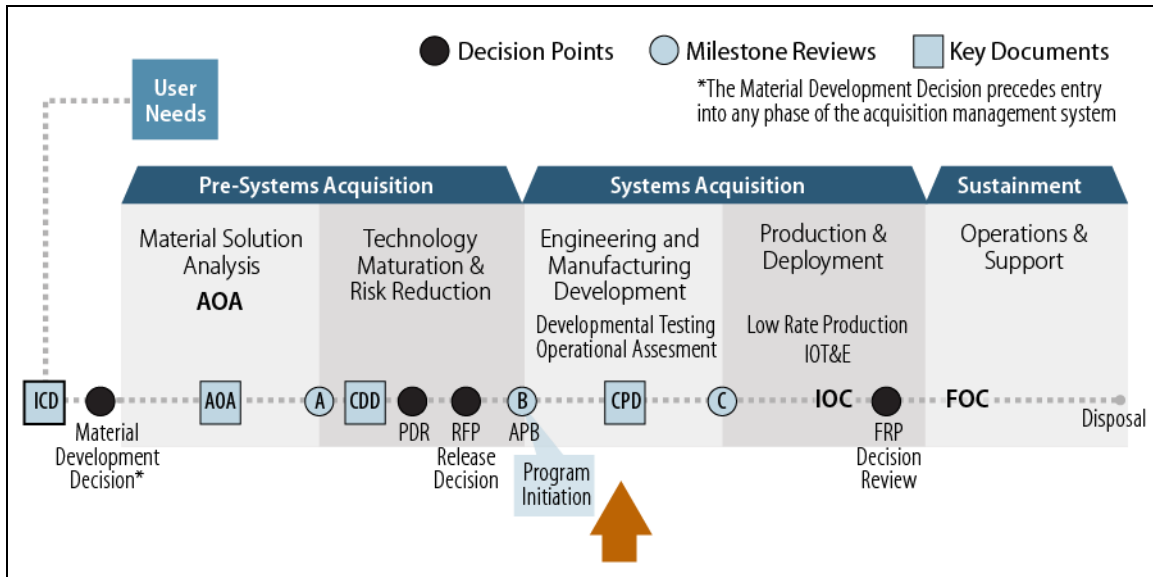 Decision Points
Milestone Reviews
Key Documents
*The Material Development Decision precedes entry
into any phase of the acquisition management system
User
Needs
Pre-Systems Acquisition
Systems Acquisition
Sustainment
Material Solution
Analysis
AOA
Technology
Maturation &
Risk Reduction
Engineering and
Manufacturing
Development
Developmental Testing
Operational Assesment
Production &
Deployment
Low Rate Production
IOT&E
Operations &
Support
ICD
AOA
A
CDD
B
CPD
C
IOC
FOC
Material
Development
Decision*
PDR
RFP
Release
Decision
APB
Program
Initiation
FRP
Decision
Review
Disposal